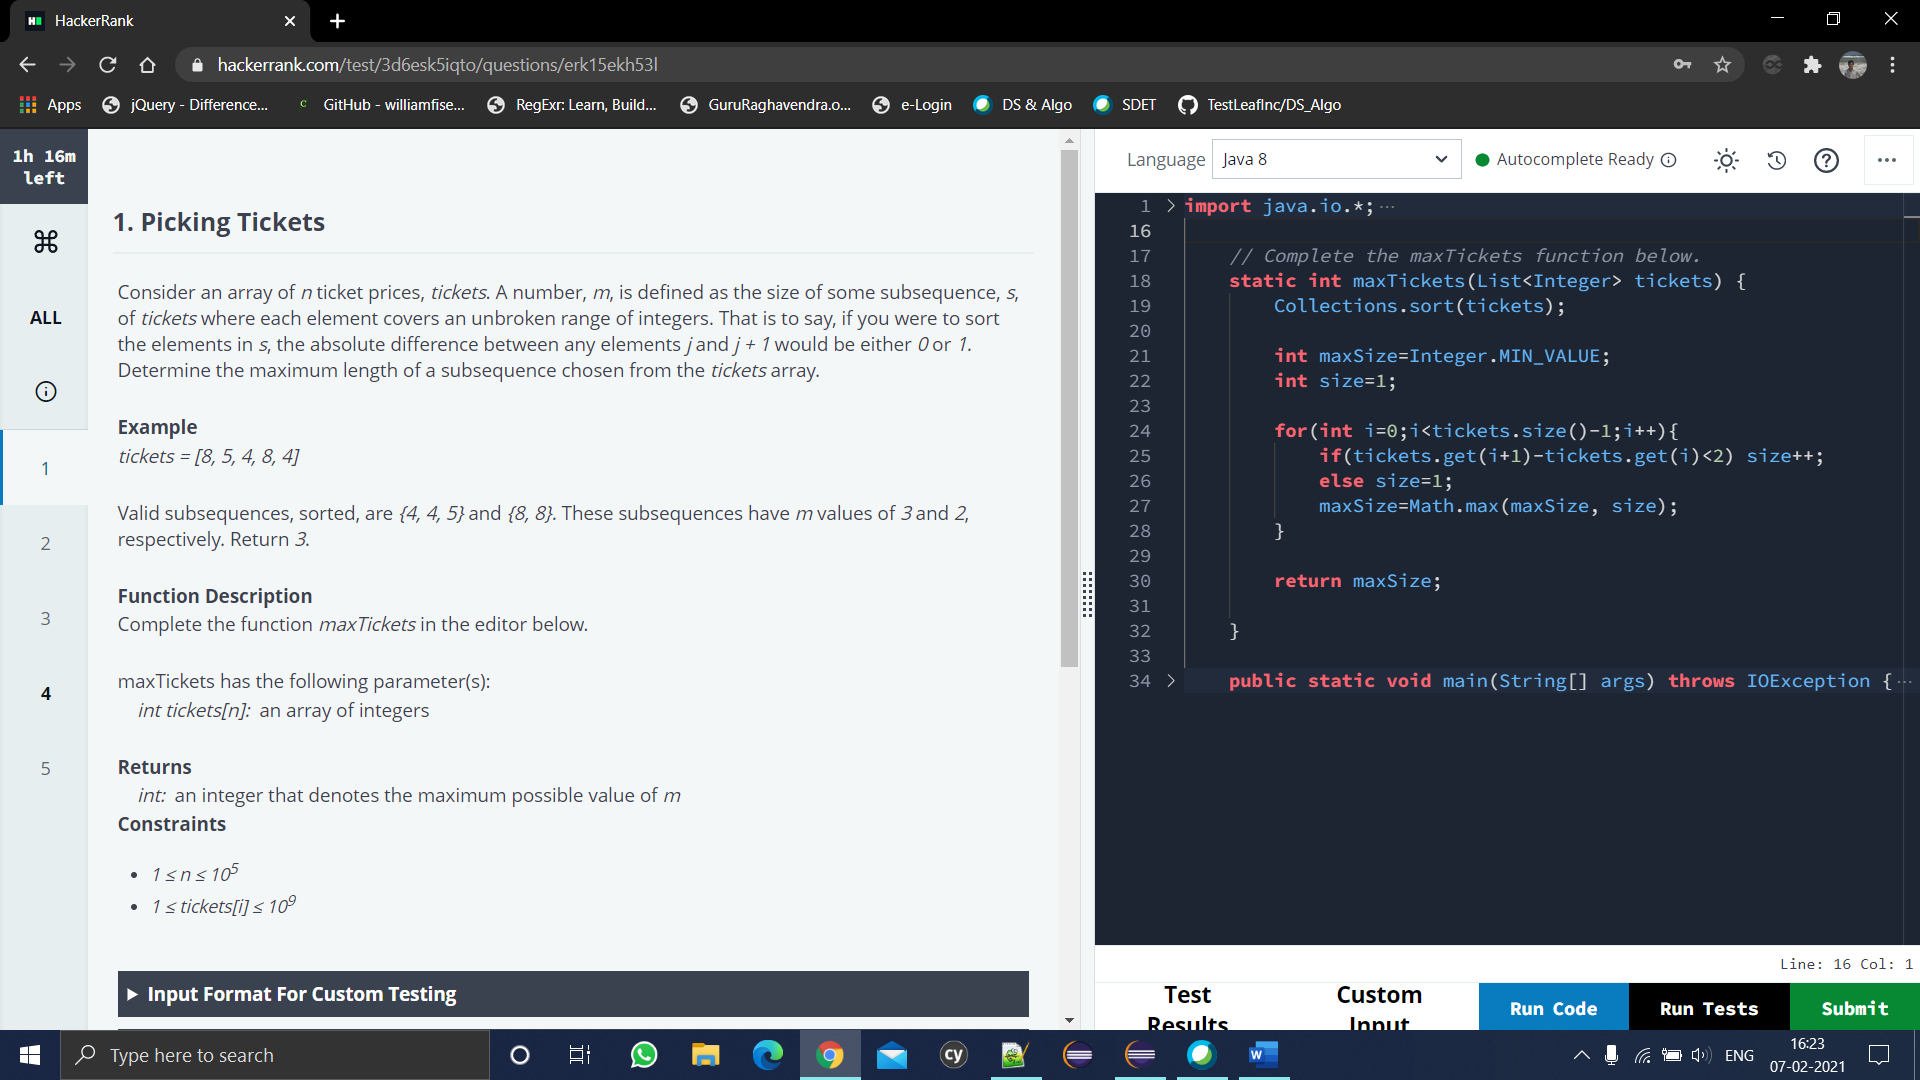 HackerRank
hackerrank.com/test/3d6esk5iqto/questions/erk15ekh53l
Apps jQuery - Difference... GitHub - williamfise... RegExr: Learn, Build... GuruRaghavendra.o... e-Login DS & Algo SDET TestLeafInc/DS_Algo
1h 16m
left
ALL
1
2
3
4
5
1. Picking Tickets
Consider an array of n ticket prices, tickets. A number, m, is defined as the size of some subsequence, s,
of tickets where each element covers an unbroken range of integers. That is to say, if you were to sort
the elements in s, the absolute difference between any elements j and j + 1 would be either 0 or 1.
Determine the maximum length of a subsequence chosen from the tickets array.
Example
tickets = [8, 5, 4, 8, 4]
Valid subsequences, sorted, are {4, 4, 5} and {8, 8}. These subsequences have m values of 3 and 2,
respectively. Return 3.
Function Description
Complete the function maxTickets in the editor below.
maxTickets has the following parameter(s):
int tickets[n]: an array of integers
Returns
int: an integer that denotes the maximum possible value of m
Constraints
• 1 ≤ n ≤ 10⁵
• 1 ≤ tickets[i] ≤ 10⁹
Input Format For Custom Testing
Language Java 8 Autocomplete Ready
1 import java.io.*; ...
16
17 // Complete the maxTickets function below.
18 static int maxTickets(List<Integer> tickets) {
19 Collections.sort(tickets);
20
21 int maxSize=Integer.MIN_VALUE;
22 int size=1;
23
24 for(int i=0;i<tickets.size()-1;i++){
25 if(tickets.get(i+1)-tickets.get(i)<2) size++;
26 else size=1;
27 maxSize=Math.max(maxSize, size);
28 }
29
30 return maxSize;
31
32 }
33
34 public static void main(String[] args) throws IOException { ...
Line: 16 Col: 1
Test Results
Custom Input
Run Code
Run Tests
Submit
Type here to search
cy
W
ENG
16:23
07-02-2021